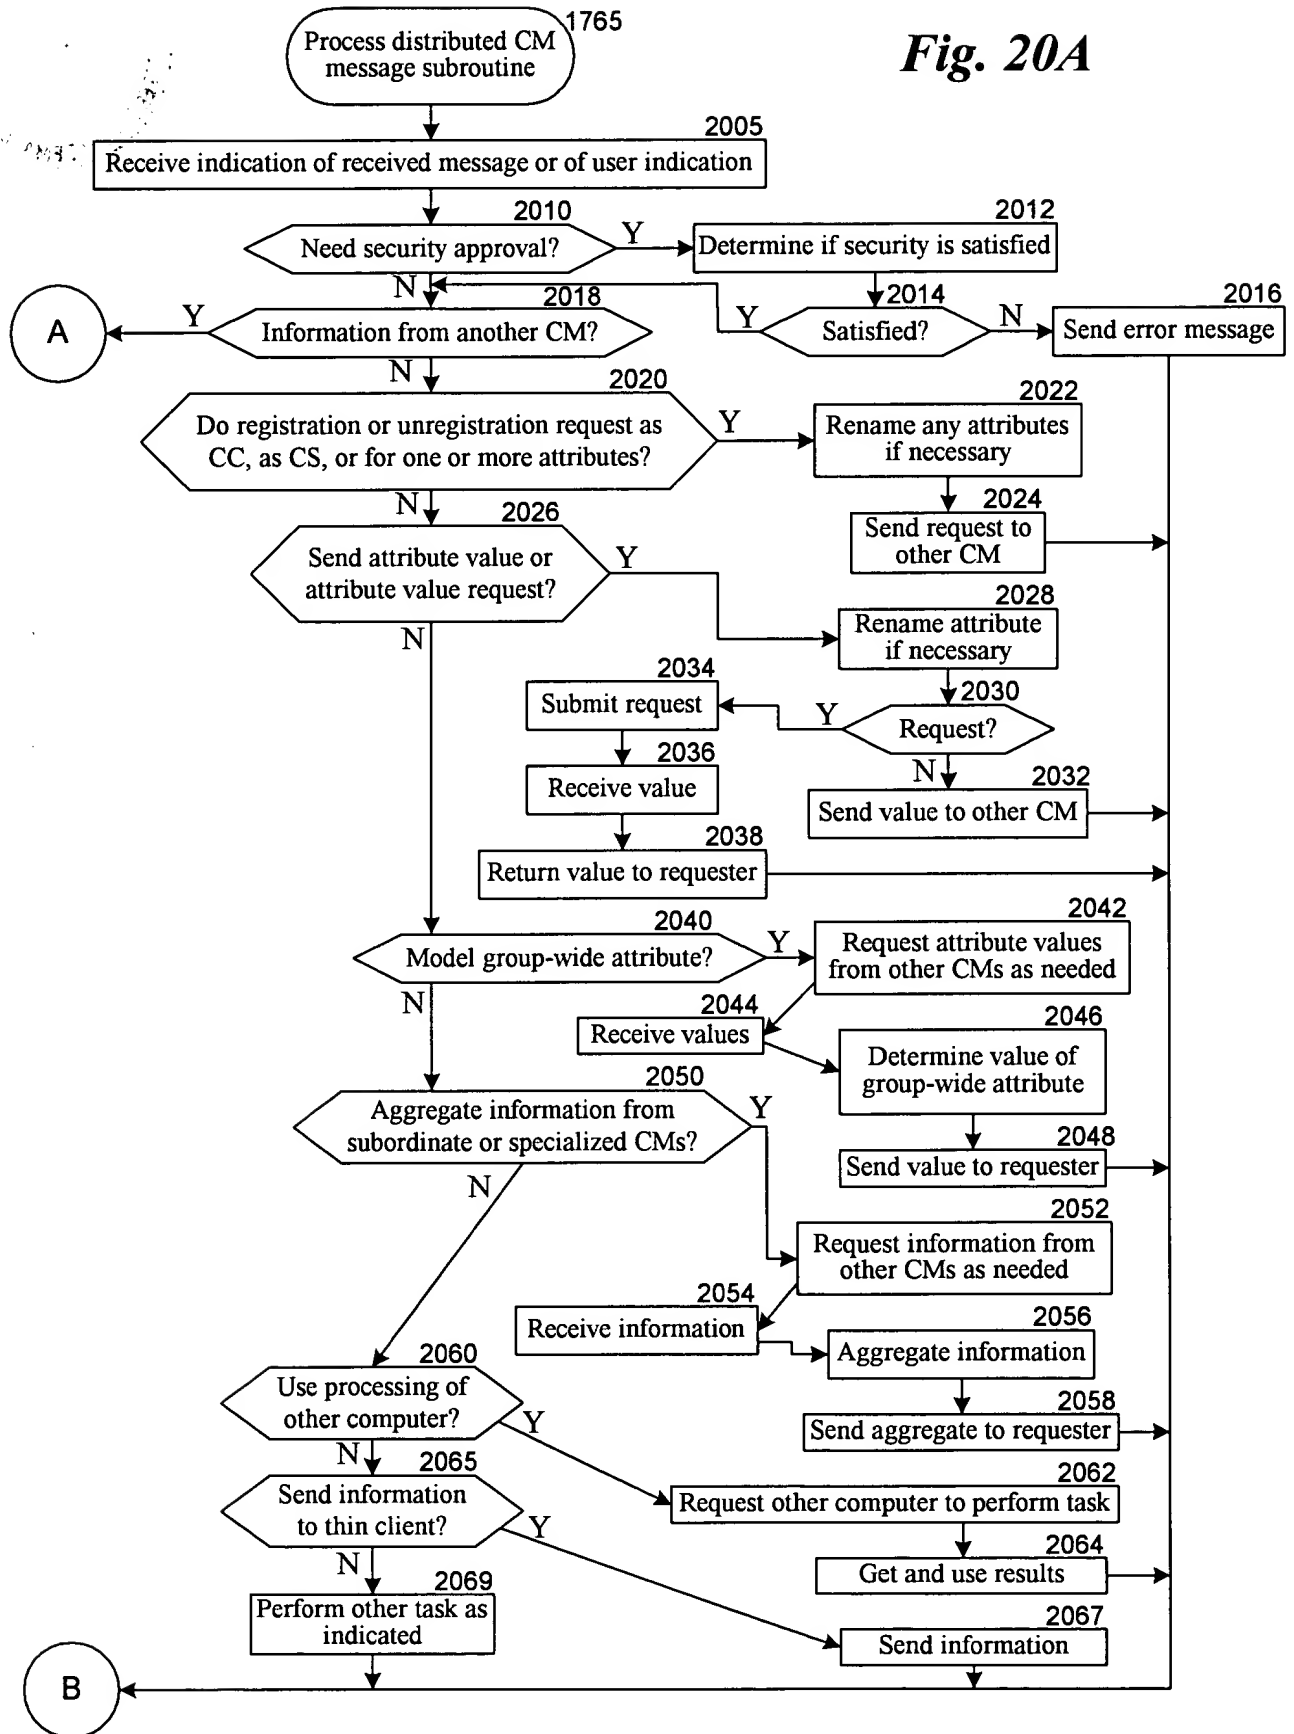 1765
Process distributed CM
message subroutine
Fig. 20A
2005
Receive indication of received message or of user indication
2010
Need security approval?
Y
2012
Determine if security is satisfied
N
2018
Information from another CM?
Y
A
2014
Satisfied?
Y
N
2016
Send error message
N
2020
Do registration or unregistration request as
CC, as CS, or for one or more attributes?
Y
2022
Rename any attributes
if necessary
2024
Send request to
other CM
N
2026
Send attribute value or
attribute value request?
Y
2028
Rename attribute
if necessary
2030
Request?
Y
2034
Submit request
2036
Receive value
2038
Return value to requester
N
2032
Send value to other CM
N
2040
Model group-wide attribute?
Y
2042
Request attribute values
from other CMs as needed
2044
Receive values
2046
Determine value of
group-wide attribute
2048
Send value to requester
N
2050
Aggregate information from
subordinate or specialized CMs?
Y
2052
Request information from
other CMs as needed
2054
Receive information
2056
Aggregate information
2058
Send aggregate to requester
N
2060
Use processing of
other computer?
Y
2062
Request other computer to perform task
2064
Get and use results
N
2065
Send information
to thin client?
Y
2067
Send information
N
2069
Perform other task as
indicated
B